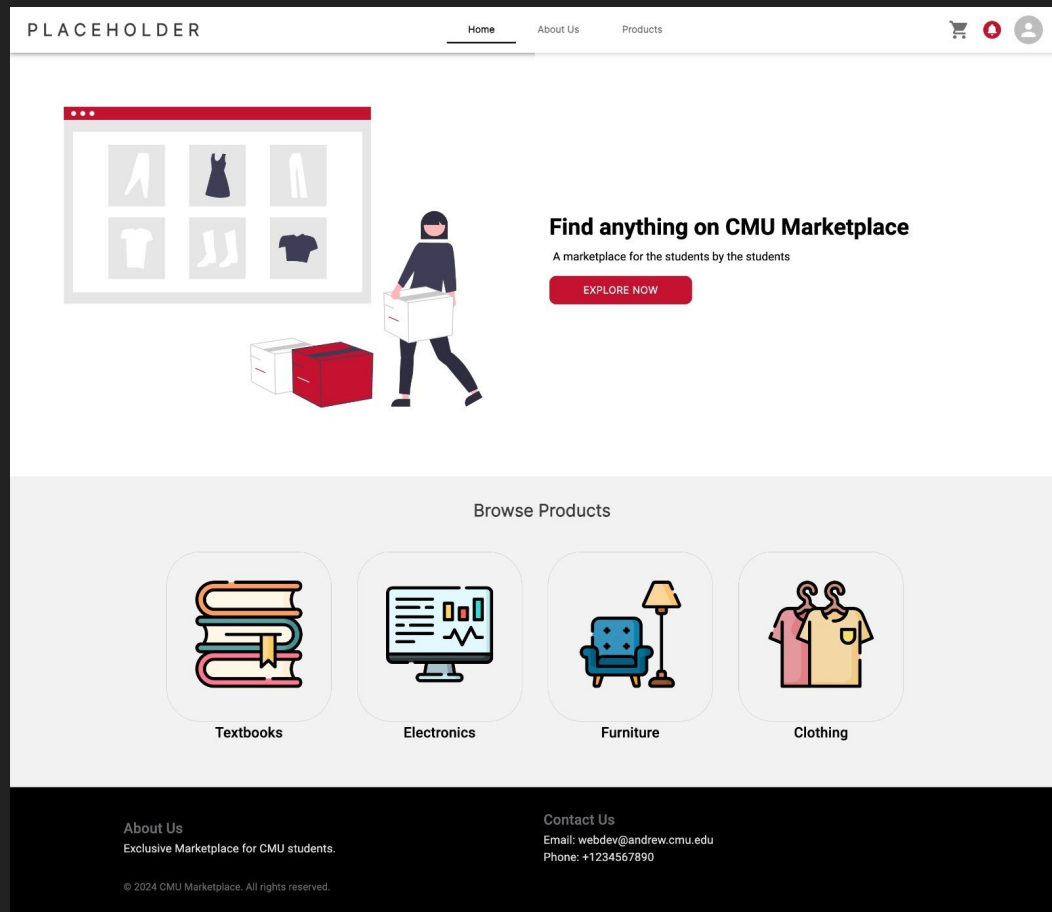 PLACEHOLDER
Home
About Us
Products
Find anything on CMU Marketplace
A marketplace for the students by the students
EXPLORE NOW
Browse Products
Textbooks
Electronics
Furniture
Clothing
About Us
Exclusive Marketplace for CMU students.
© 2024 CMU Marketplace. All rights reserved.
Contact Us
Email: webdev@andrew.cmu.edu
Phone: +1234567890